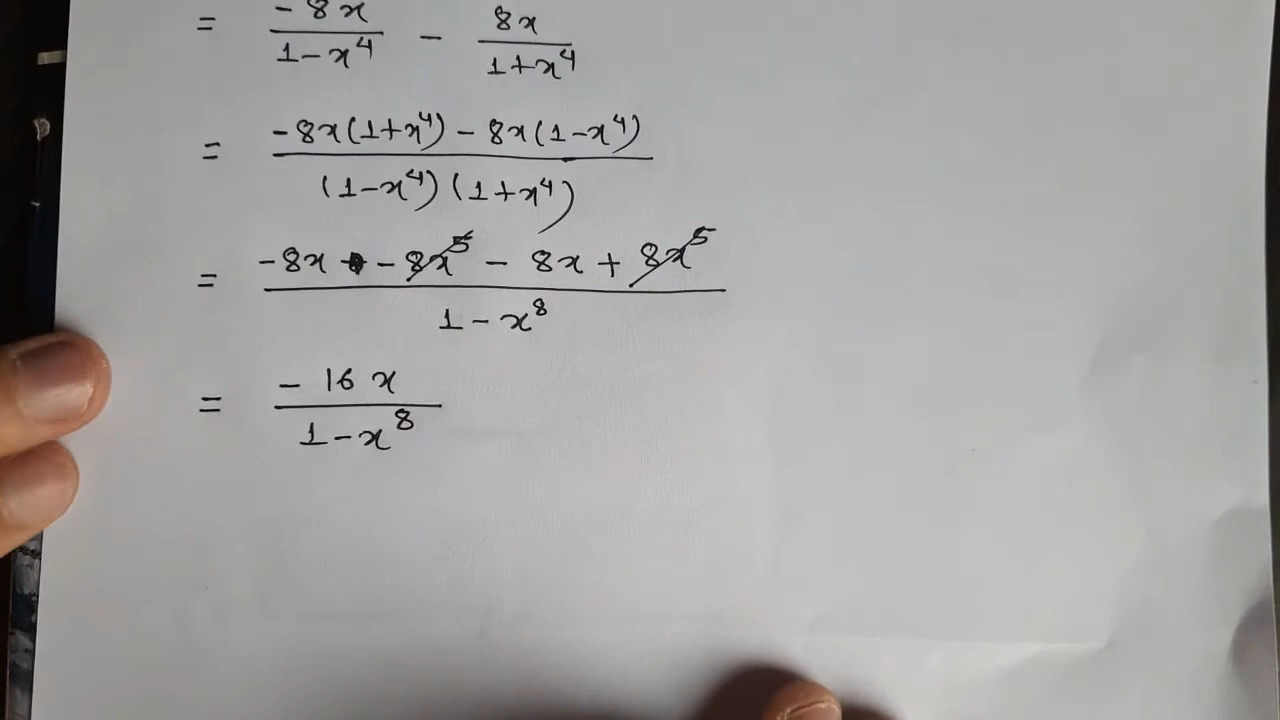 = -8x/(1-x⁴) - 8x/(1+x⁴)
= (-8x(1+x⁴) - 8x(1-x⁴))/((1-x⁴)(1+x⁴))
= (-8x - 8x⁵ - 8x + 8x⁵)/(1-x⁸)
= -16x/(1-x⁸)